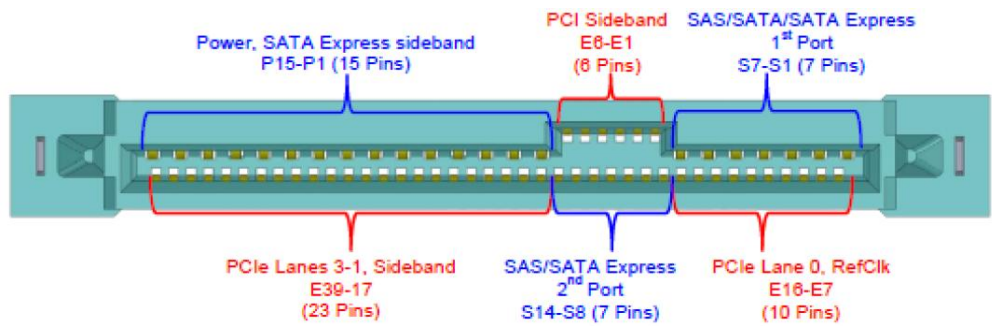 Power, SATA Express sideband
P15-P1 (15 Pins)
PCI Sideband
E6-E1
(6 Pins)
SAS/SATA/SATA Express
1st Port
S7-S1 (7 Pins)
PCIe Lanes 3-1, Sideband
E39-17
(23 Pins)
SAS/SATA Express
2nd Port
S14-S8 (7 Pins)
PCIe Lane 0, RefClk
E16-E7
(10 Pins)